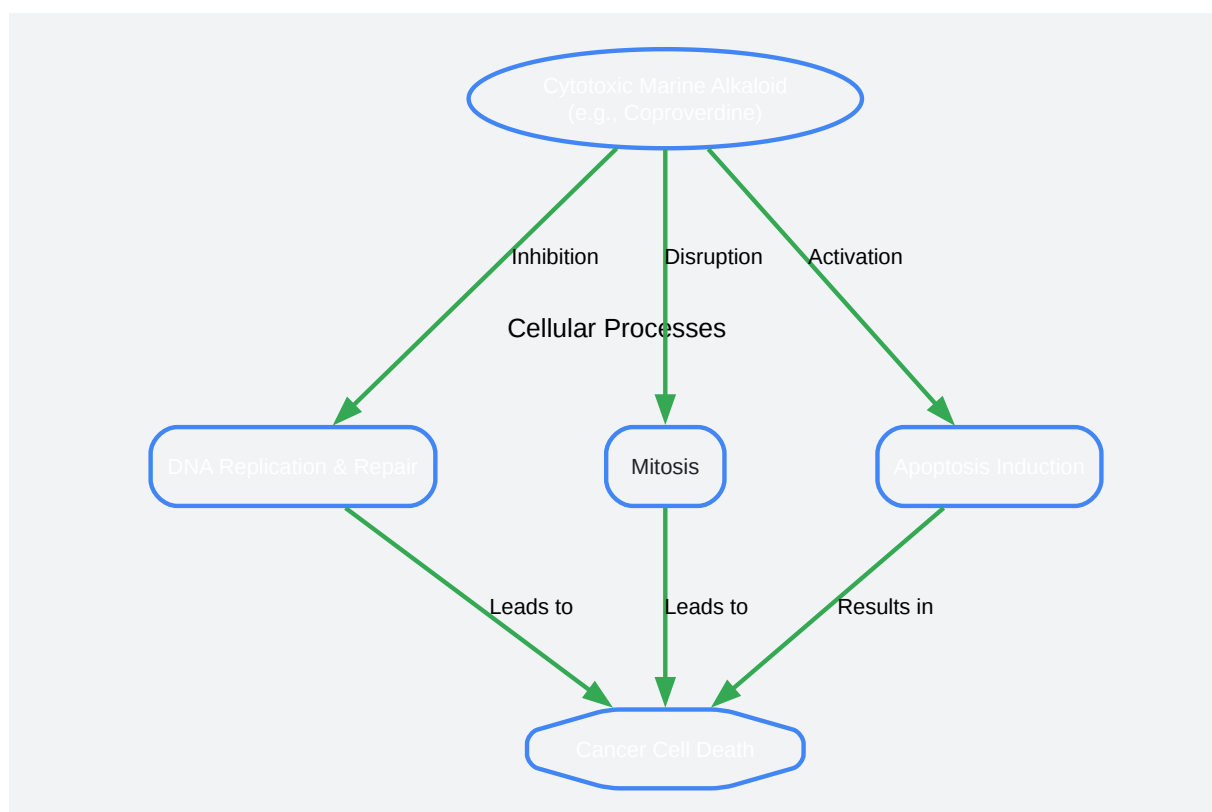 Cytotoxic Marine Alkaloid
(e.g., Coproverdine)
Inhibition
Disruption
Activation
Cellular Processes
DNA Replication & Repair
Mitosis
Apoptosis Induction
Leads to
Leads to
Results in
Cancer Cell Death